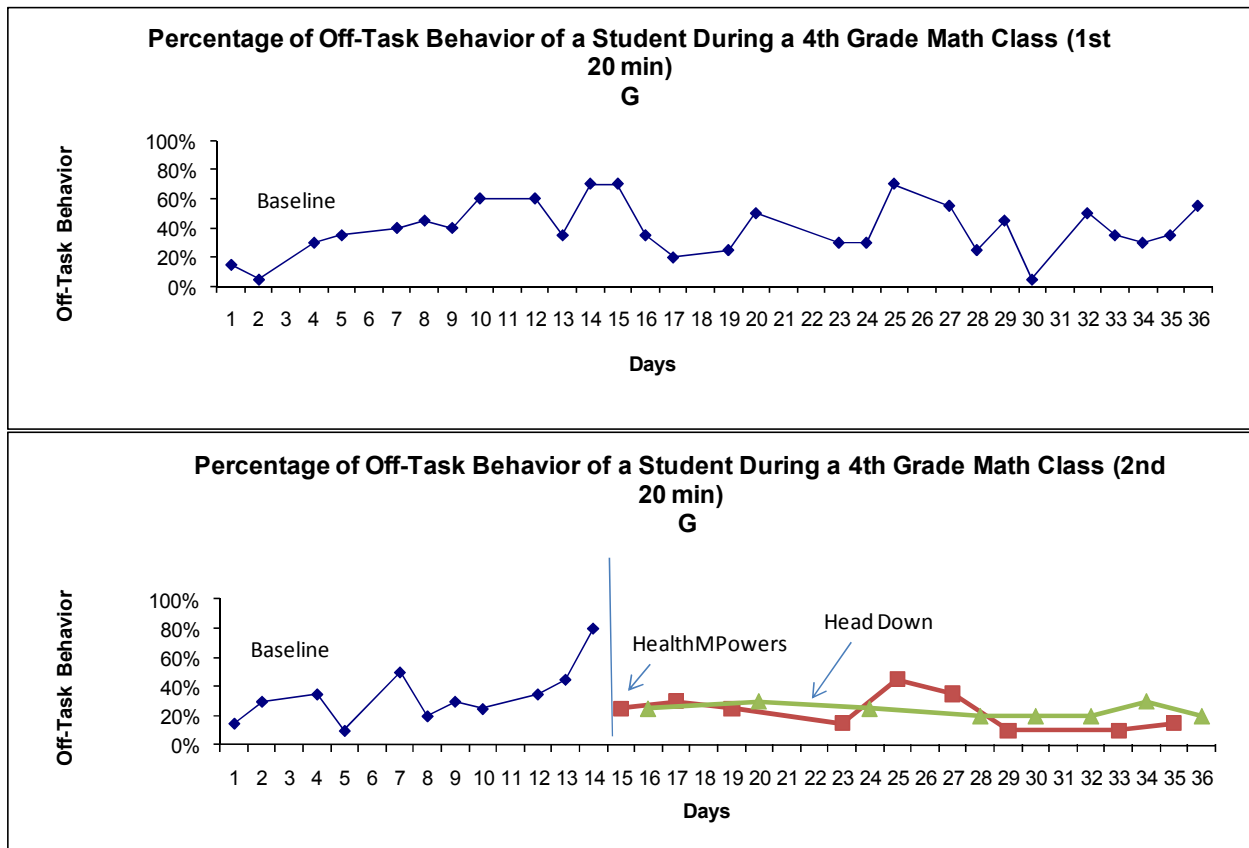 Percentage of Off-Task Behavior of a Student During a 4th Grade Math Class (1st
20 min)
G
Off-Task Behavior
100%
80%
60%
40%
20%
0%
Baseline
1 2 3 4 5 6 7 8 9 10 11 12 13 14 15 16 17 18 19 20 21 22 23 24 25 26 27 28 29 30 31 32 33 34 35 36
Days
Percentage of Off-Task Behavior of a Student During a 4th Grade Math Class (2nd
20 min)
G
Off-Task Behavior
100%
80%
60%
40%
20%
0%
Baseline
HealthMPowers
Head Down
1 2 3 4 5 6 7 8 9 10 11 12 13 14 15 16 17 18 19 20 21 22 23 24 25 26 27 28 29 30 31 32 33 34 35 36
Days